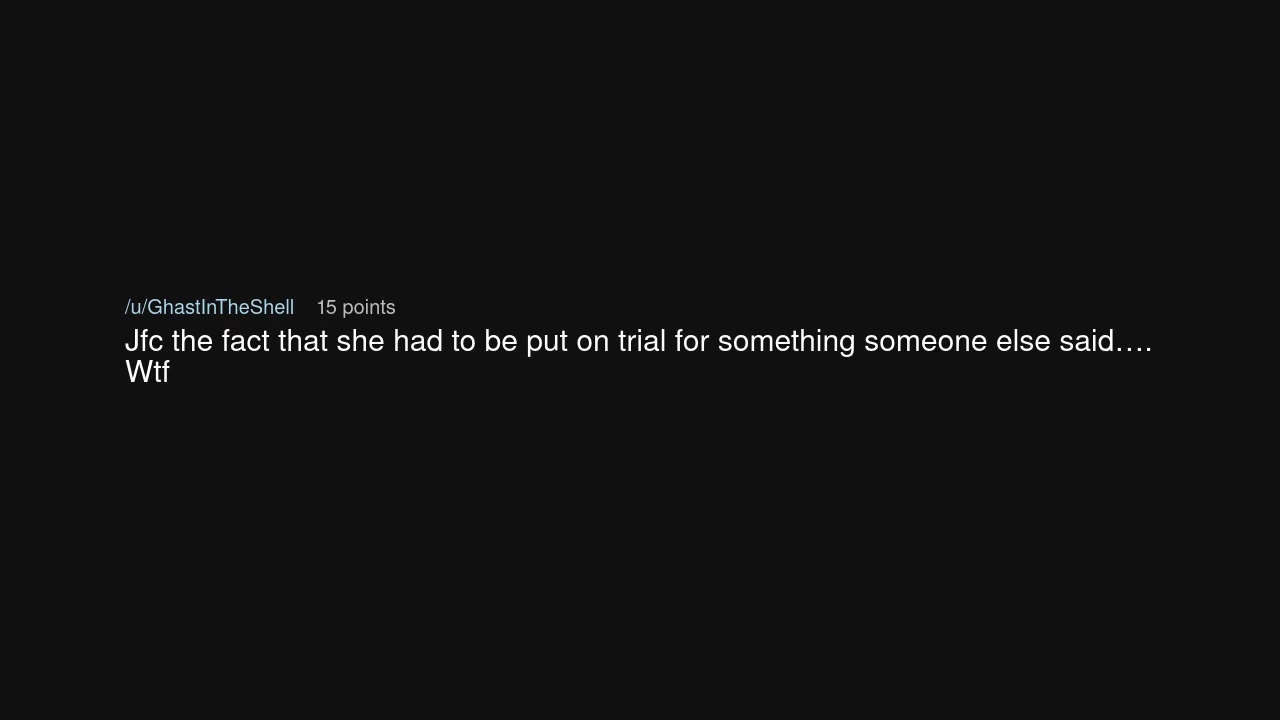 /u/GhastInTheShell 15 points
Jfc the fact that she had to be put on trial for something someone else said....
Wtf